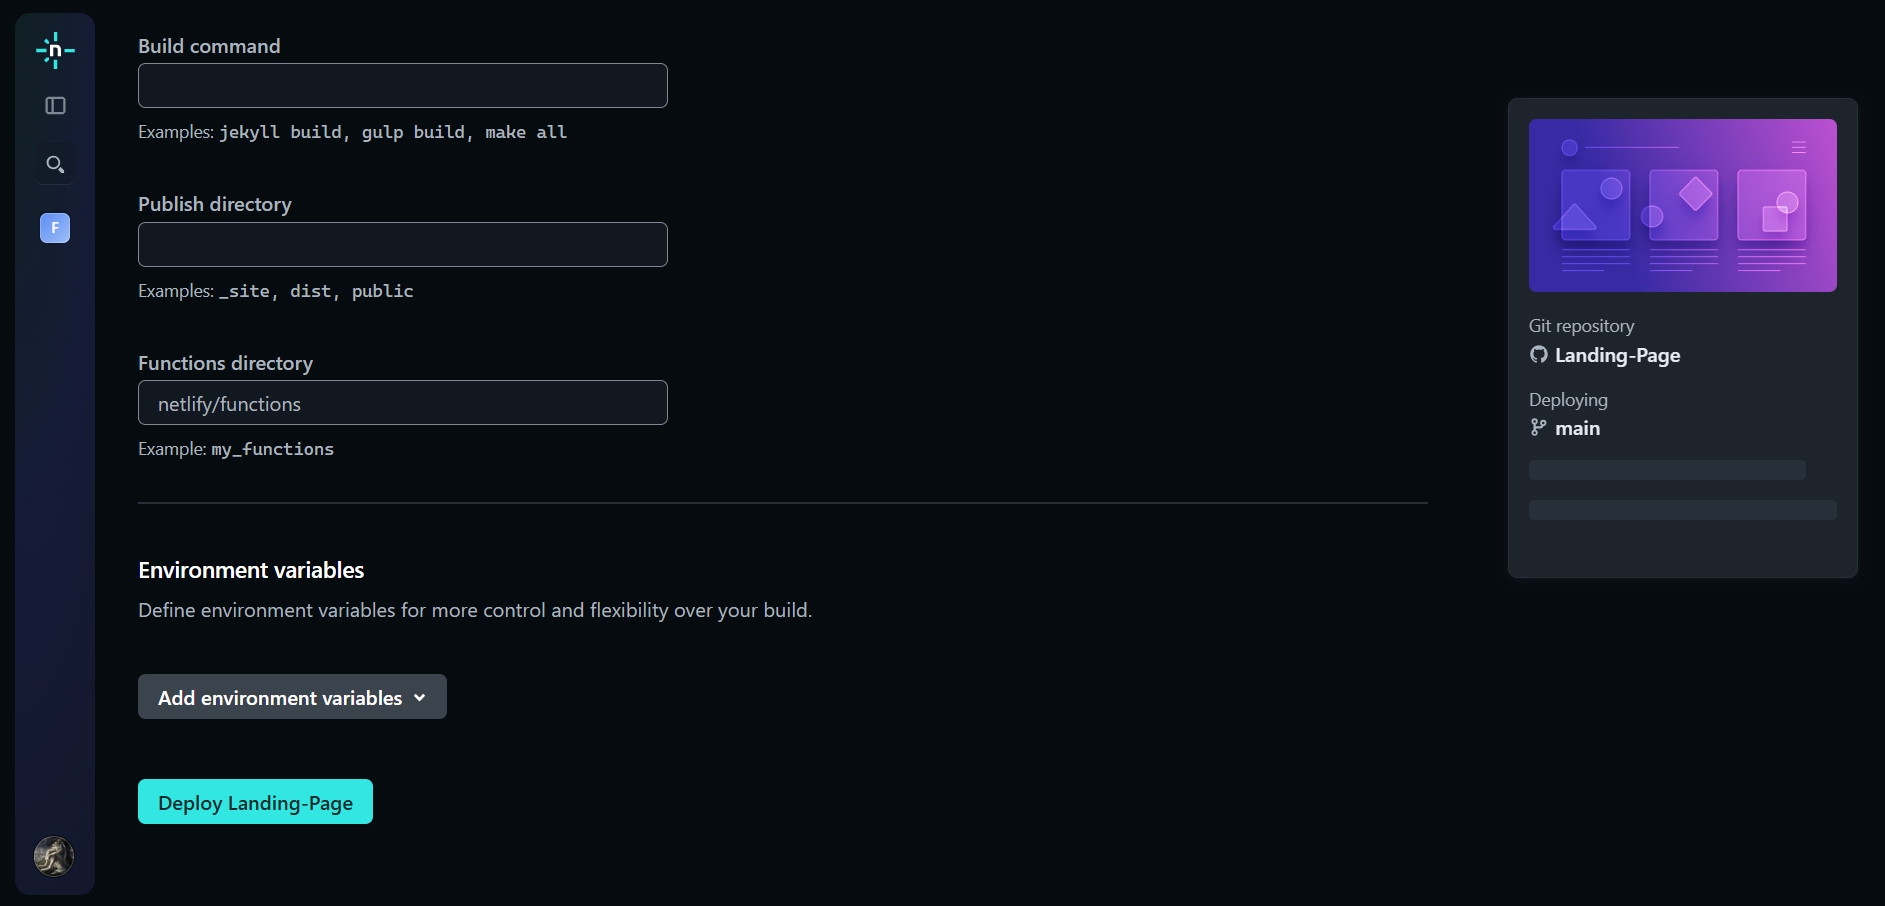 n
F
Build command
Examples: jekyll build, gulp build, make all
Publish directory
Examples: _site, dist, public
Functions directory
netlify/functions
Example: my_functions
Environment variables
Define environment variables for more control and flexibility over your build.
Add environment variables
Deploy Landing-Page
Git repository
Landing-Page
Deploying
main